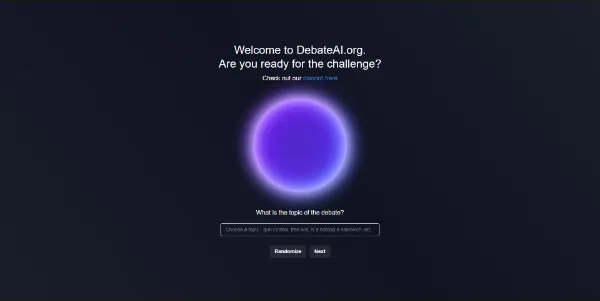 Welcome to DebateAI.org.
Are you ready for the challenge?
Check out our discord here
What is the topic of the debate?
Choose a topic - gun control, free will, is a hotdog a sandwich, etc.
Randomize
Next